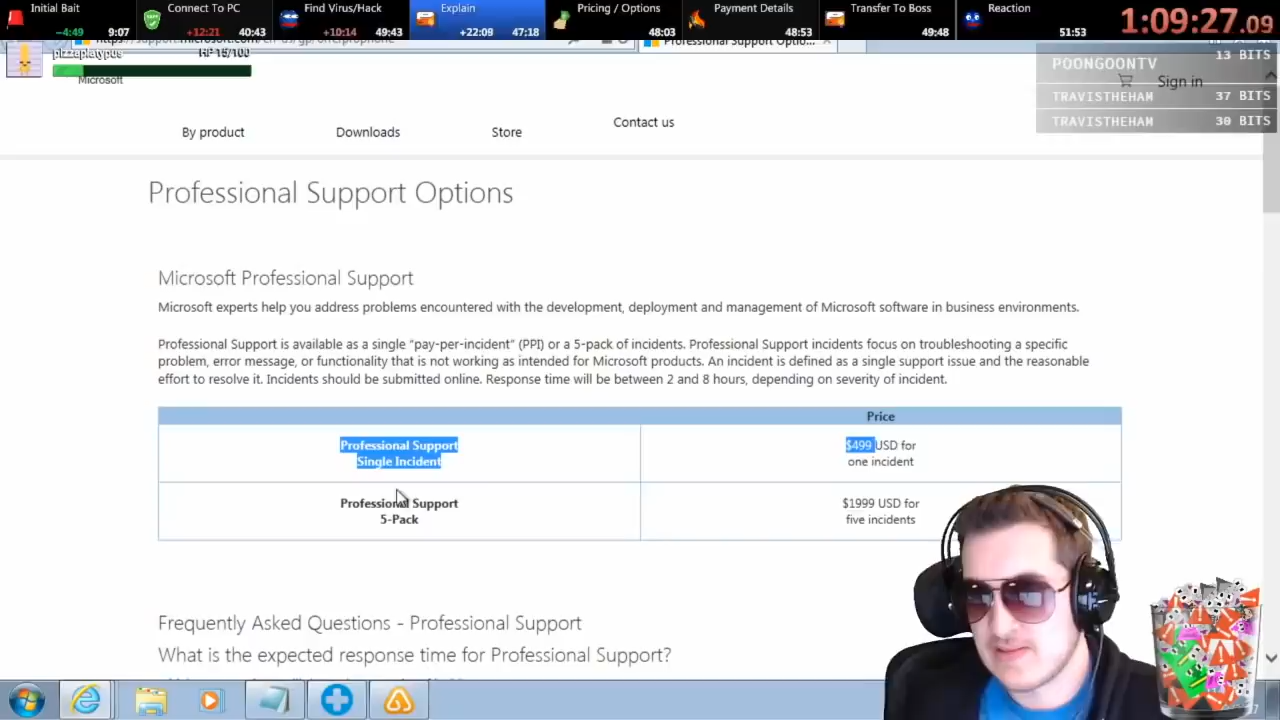 Initial Bait
-4:49 9:07
Connect To PC
+12:21 40:43
Find Virus/Hack
+10:14 49:43
Explain
+22:09 47:18
Pricing / Options
48:03
Payment Details
48:53
Transfer To Boss
49:48
Reaction
51:53
1:09:27.09
Professional Support Optio...
pizzaplatypus
HP 15/100
Microsoft
POONGOONTV 13 BITS
Sign in
TRAVISTHEHAM 37 BITS
TRAVISTHEHAM 30 BITS
By product
Downloads
Store
Contact us
Professional Support Options
Microsoft Professional Support
Microsoft experts help you address problems encountered with the development, deployment and management of Microsoft software in business environments.
Professional Support is available as a single “pay-per-incident” (PPI) or a 5-pack of incidents. Professional Support incidents focus on troubleshooting a specific
problem, error message, or functionality that is not working as intended for Microsoft products. An incident is defined as a single support issue and the reasonable
effort to resolve it. Incidents should be submitted online. Response time will be between 2 and 8 hours, depending on severity of incident.
Price
Professional Support
Single Incident
$499 USD for
one incident
Professional Support
5-Pack
$1999 USD for
five incidents
Frequently Asked Questions - Professional Support
What is the expected response time for Professional Support?